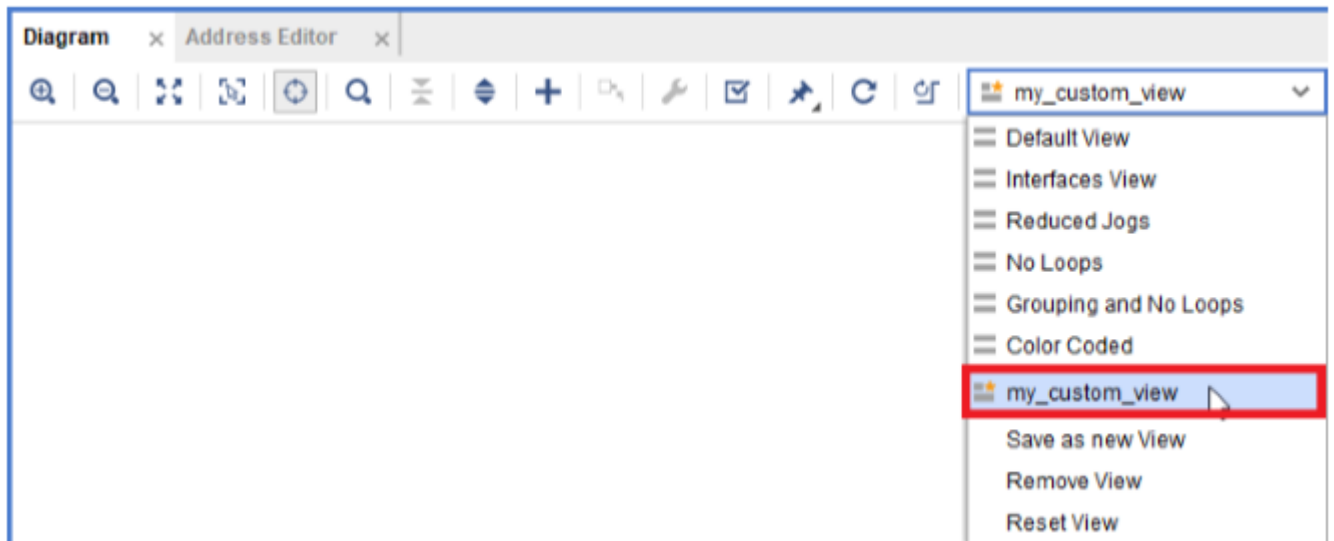 Diagram
Address Editor
my_custom_view
Default View
Interfaces View
Reduced Jogs
No Loops
Grouping and No Loops
Color Coded
my_custom_view
Save as new View
Remove View
Reset View